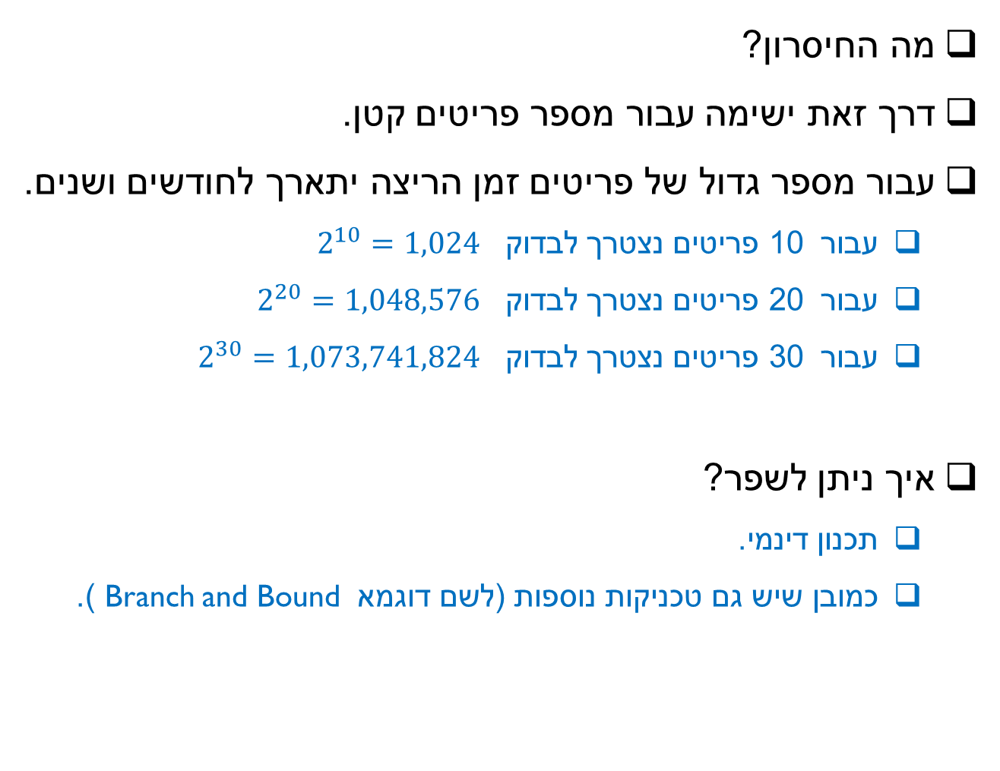 ❑ מה החיסרון?
❑ דרך זאת ישימה עבור מספר פריטים קטן.
❑ עבור מספר גדול של פריטים זמן הריצה יתארך לחודשים ושנים.
❑ עבור 10 פריטים נצטרך לבדוק 2^10 = 1,024
❑ עבור 20 פריטים נצטרך לבדוק 2^20 = 1,048,576
❑ עבור 30 פריטים נצטרך לבדוק 2^30 = 1,073,741,824
❑ איך ניתן לשפר?
❑ תכנון דינמי.
❑ כמובן שיש גם טכניקות נוספות (לשם דוגמא Branch and Bound ).